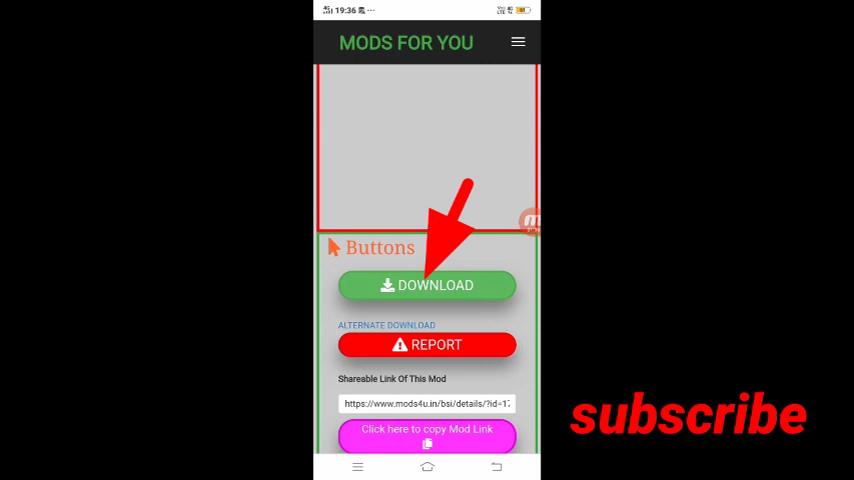 19:36
MODS FOR YOU
Buttons
DOWNLOAD
ALTERNATE DOWNLOAD
REPORT
Shareable Link Of This Mod
https://www.mods4u.in/bsi/details/?id=17
Click here to copy Mod Link
subscribe